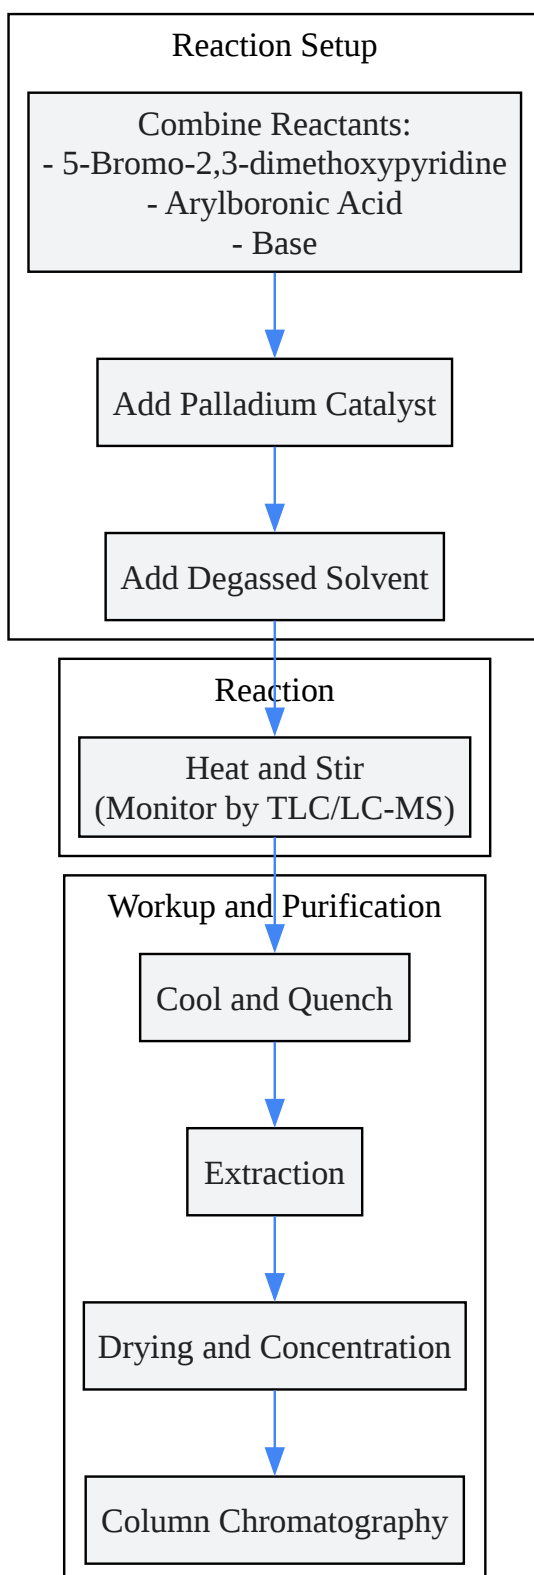 Reaction Setup
Combine Reactants:
- 5-Bromo-2,3-dimethoxypyridine
- Arylboronic Acid
- Base
Add Palladium Catalyst
Add Degassed Solvent
Reaction
Heat and Stir
(Monitor by TLC/LC-MS)
Workup and Purification
Cool and Quench
Extraction
Drying and Concentration
Column Chromatography